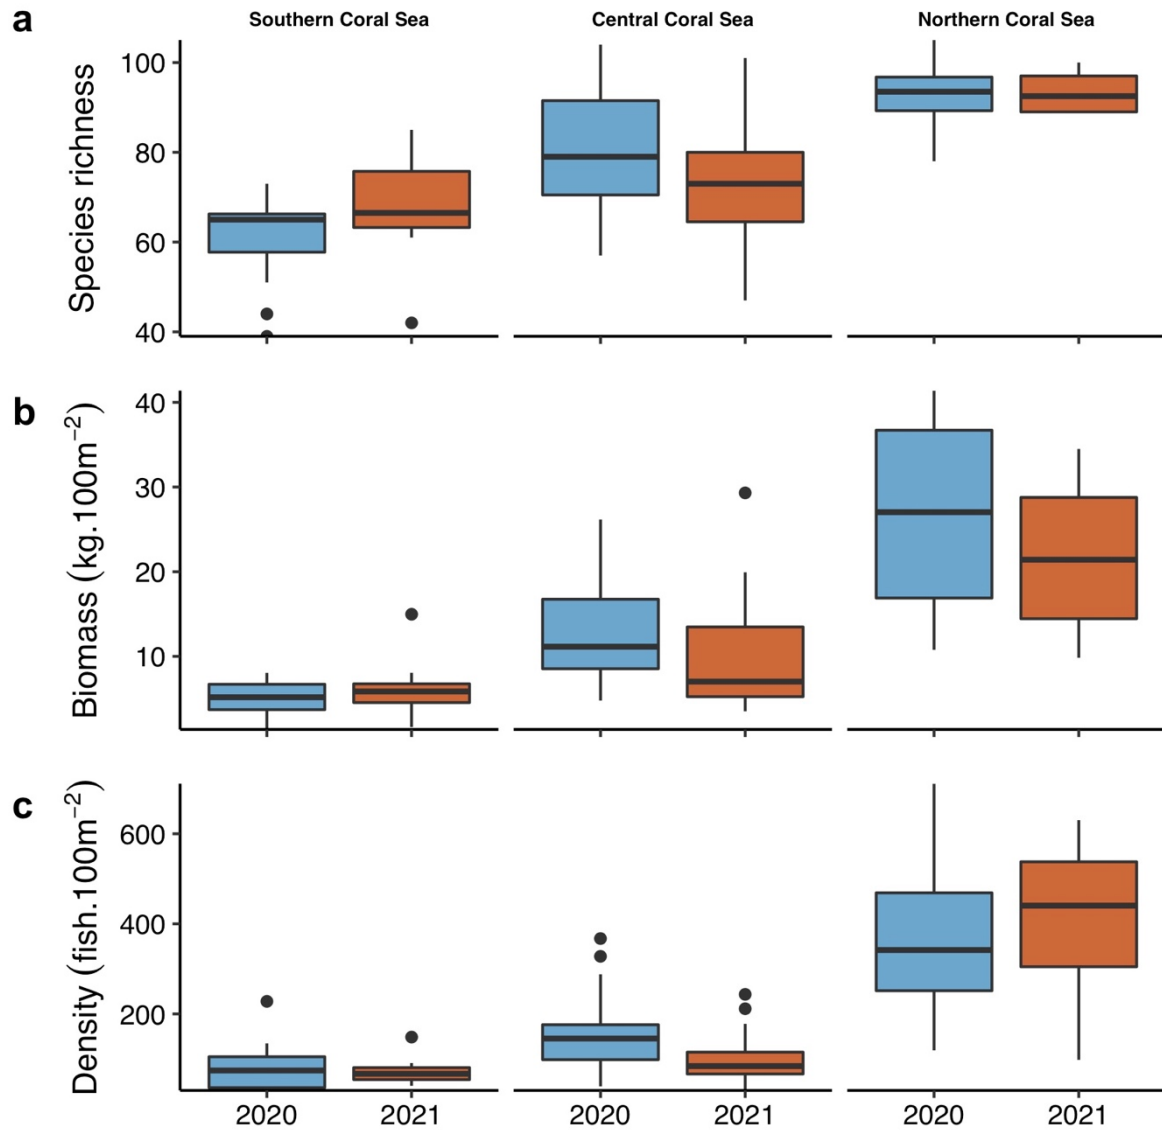 a
Southern Coral Sea Central Coral Sea Northern Coral Sea
Species richness
100
80
60
40
b
Biomass (kg.100m⁻²)
40
30
20
10
c
Density (fish.100m⁻²)
600
400
200
2020 2021 2020 2021 2020 2021